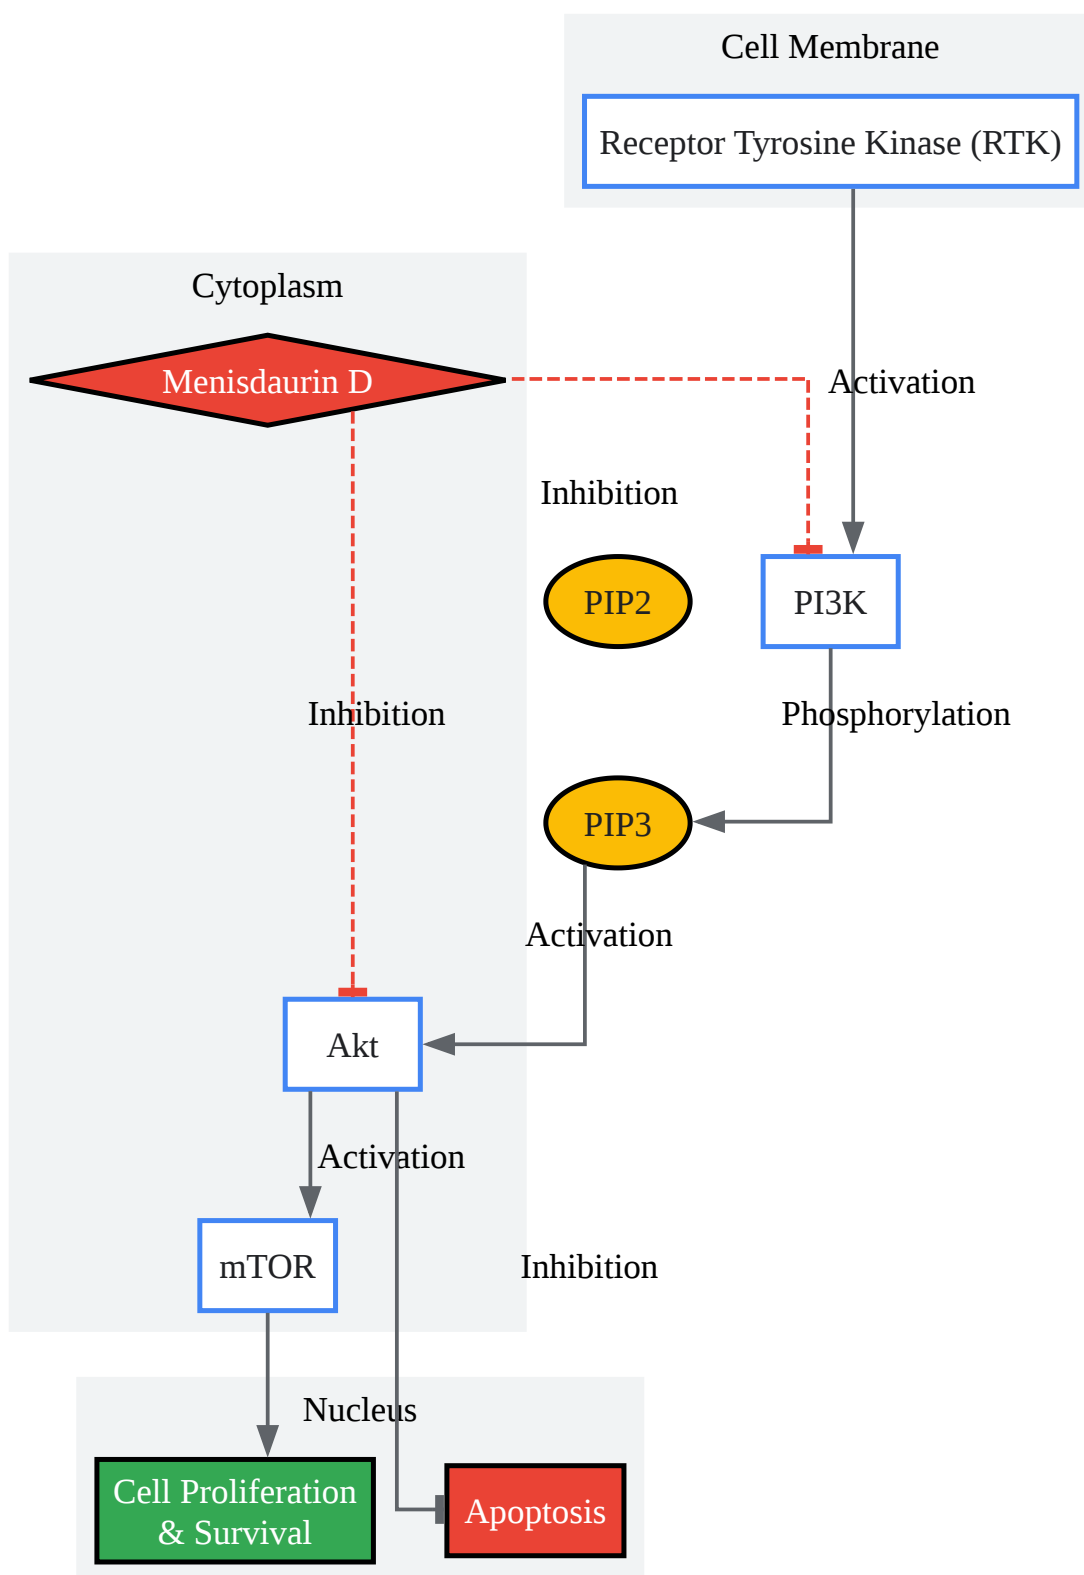 Cell Membrane
Receptor Tyrosine Kinase (RTK)
Cytoplasm
Menisdaurin D
Activation
Inhibition
PIP2
PI3K
Inhibition
Phosphorylation
PIP3
Activation
Akt
Activation
mTOR
Inhibition
Nucleus
Cell Proliferation
& Survival
Apoptosis